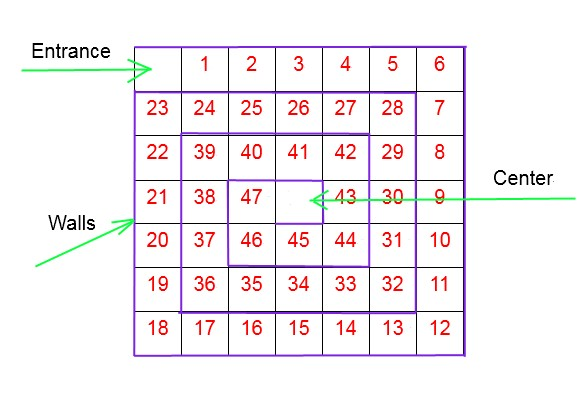 Entrance
1 2 3 4 5 6
23 24 25 26 27 28 7
22 39 40 41 42 29 8
Center
21 38 47 43 30 9
Walls
20 37 46 45 44 31 10
19 36 35 34 33 32 11
18 17 16 15 14 13 12